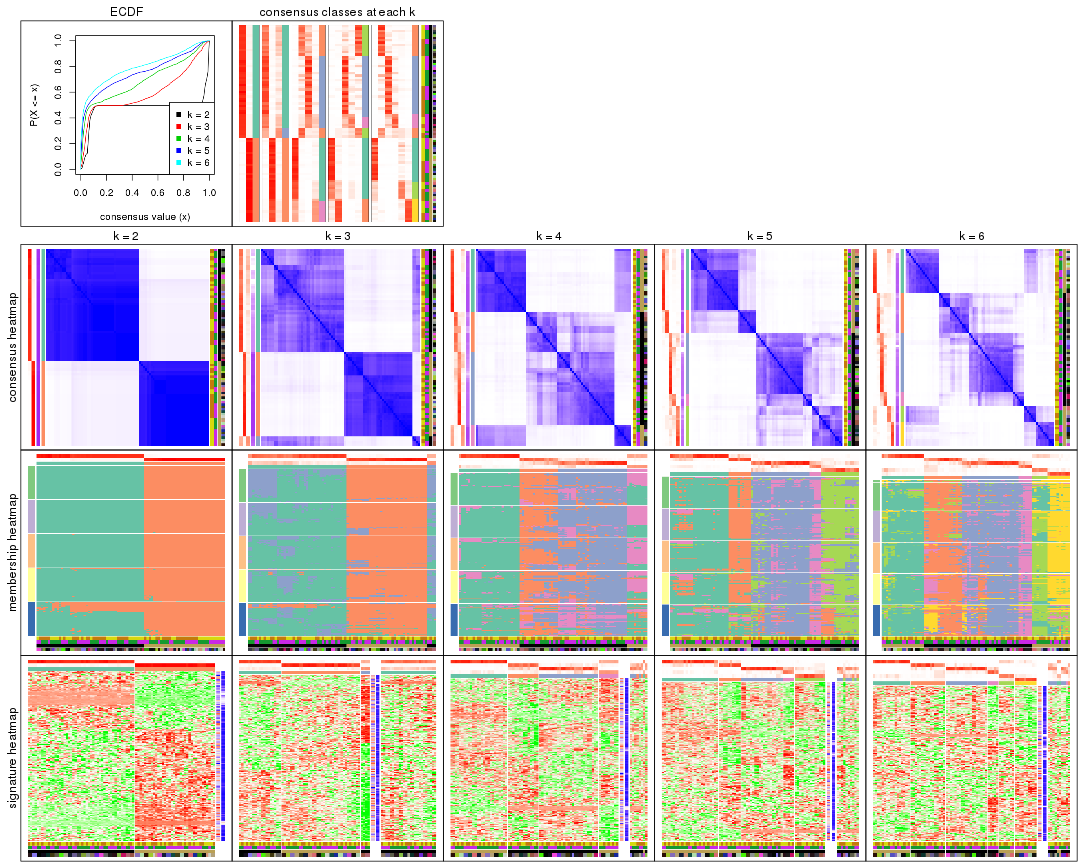 ECDF
consensus classes at each k
P(X <= x)
0.0 0.2 0.4 0.6 0.8 1.0
k = 2
k = 3
k = 4
k = 5
k = 6
0.0 0.2 0.4 0.6 0.8 1.0
consensus value (x)
k = 2
k = 3
k = 4
k = 5
k = 6
consensus heatmap
membership heatmap
signature heatmap